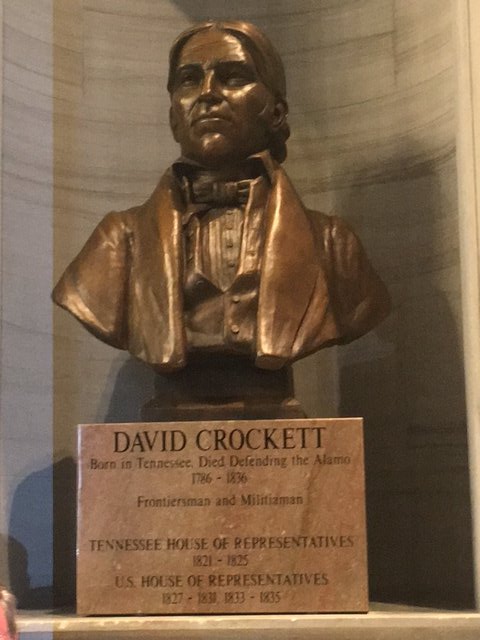 DAVID CROCKETT
Born in Tennessee, Died Defending the Alamo
1786 - 1836
Frontiersman and Militiaman
TENNESSEE HOUSE OF REPRESENTATIVES
1821 - 1825
U.S. HOUSE OF REPRESENTATIVES
1827 - 1831, 1833 - 1835